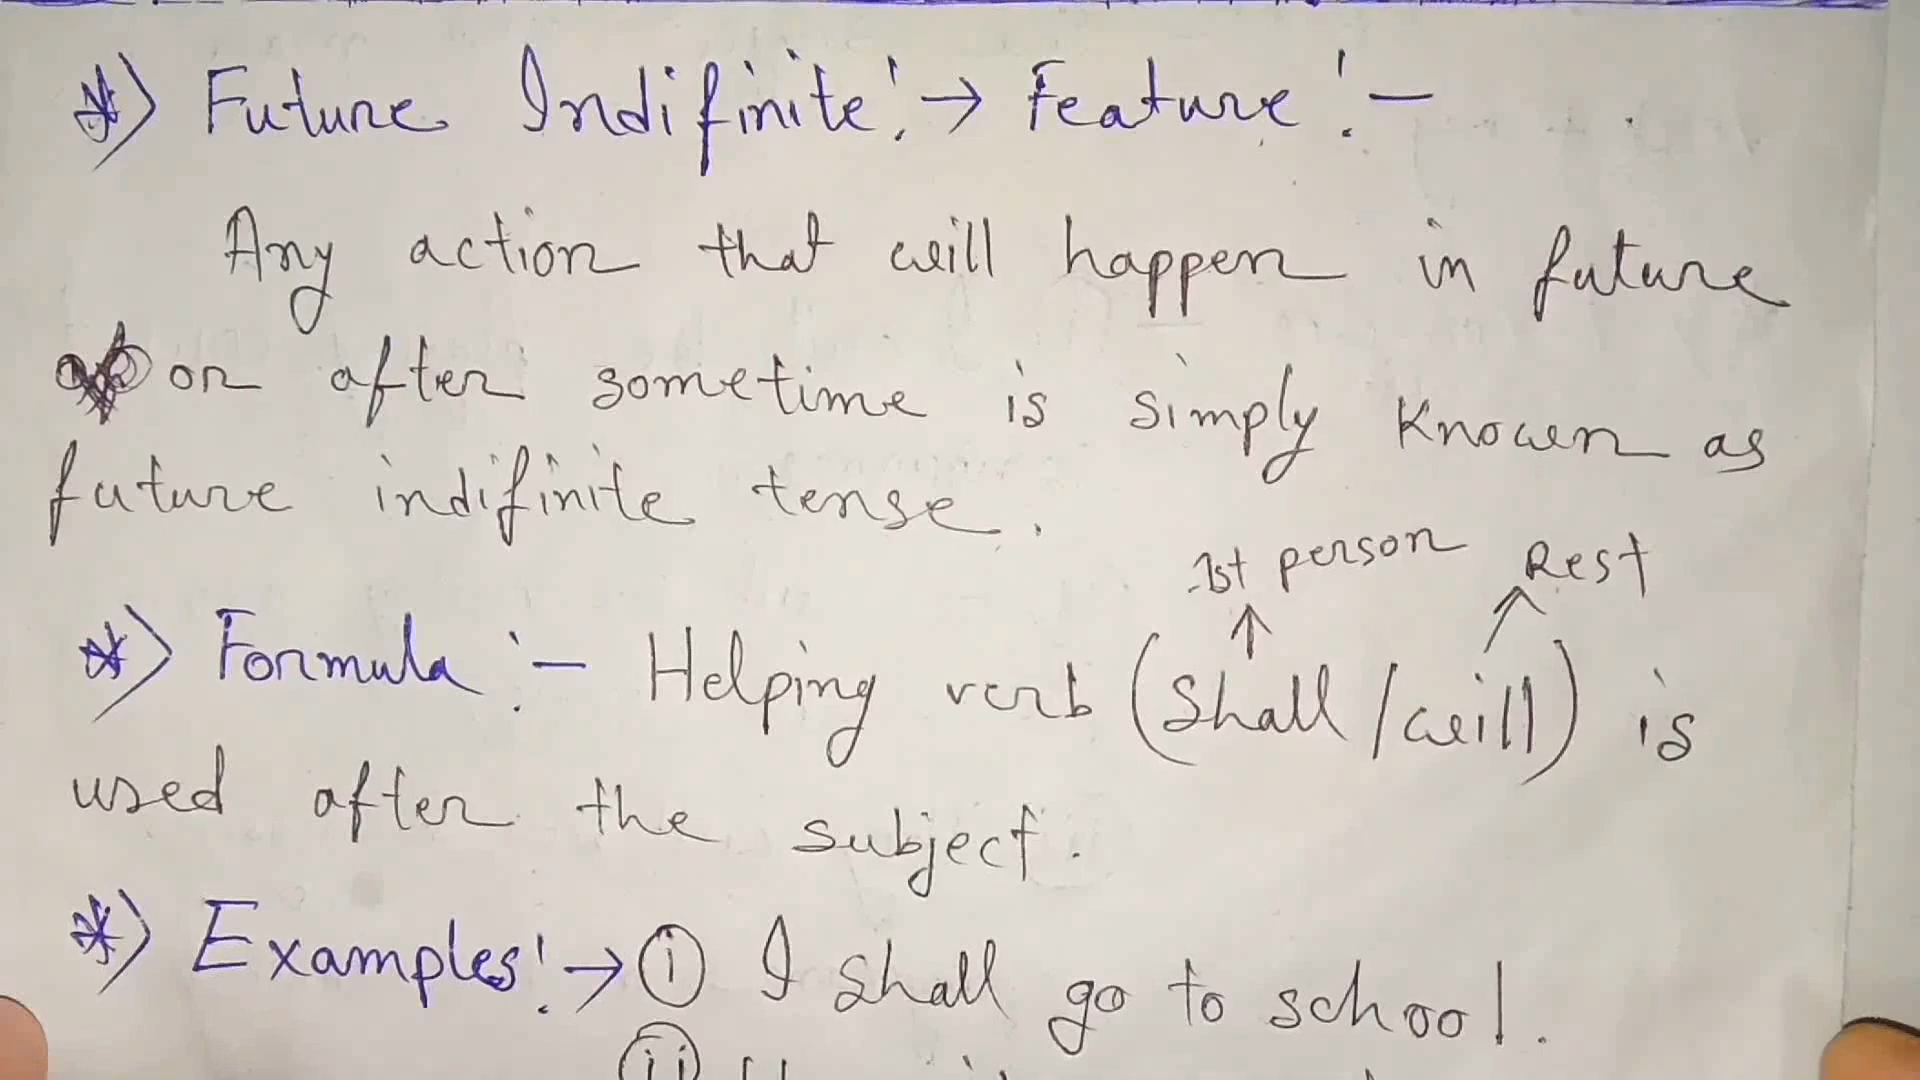 *) Future Indifinite :→ Feature :-
Any action that will happen in future
or after sometime is simply known as
future indifinite tense.
1st person Rest
*) Formula :- Helping verb (Shall/will) is
used after the subject.
*) Examples :→ (i) I shall go to school.
(ii)